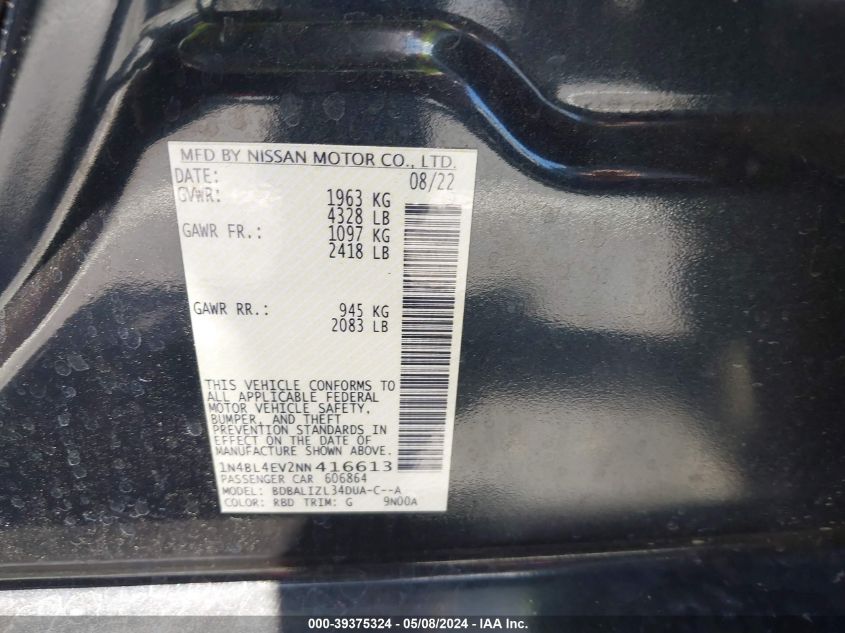 MFD BY NISSAN MOTOR CO., LTD.
DATE: 08/22
GVWR: 1963 KG
4328 LB
GAWR FR.: 1097 KG
2418 LB
GAWR RR.: 945 KG
2083 LB
THIS VEHICLE CONFORMS TO
ALL APPLICABLE FEDERAL
MOTOR VEHICLE SAFETY,
BUMPER, AND THEFT
PREVENTION STANDARDS IN
EFFECT ON THE DATE OF
MANUFACTURE SHOWN ABOVE.
1N4BL4EV2NN416613
PASSENGER CAR 606864
MODEL: BDBALIZL34DUA-C--A
COLOR: RBD TRIM: G 9N00A
000-39375324 - 05/08/2024 - IAA Inc.